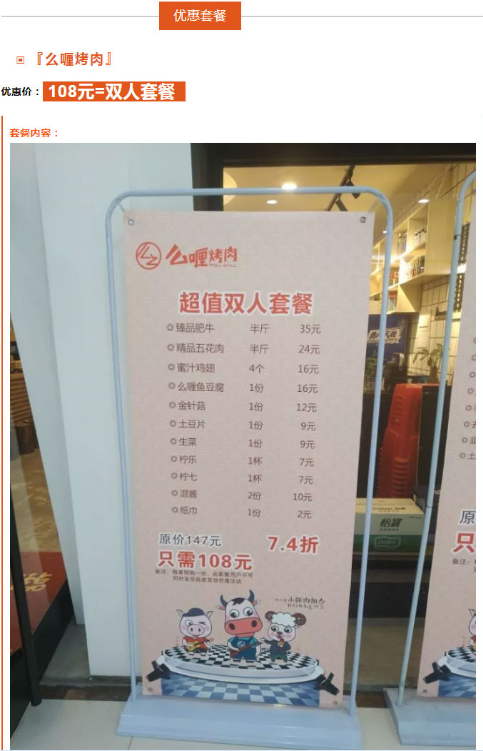 优惠套餐
『么喱烤肉』
优惠价： 108元=双人套餐
套餐内容：
么喱烤肉
超值双人套餐
臻品肥牛 半斤 35元
精品五花肉 半斤 24元
蜜汁鸡翅 4个 16元
么喱鱼豆腐 1份 16元
金针菇 1份 12元
土豆片 1份 9元
生菜 1份 9元
柠乐 1杯 7元
柠七 1杯 7元
混酱 2份 10元
纸巾 1份 2元
原价147元
7.4折
只需108元
怡宝